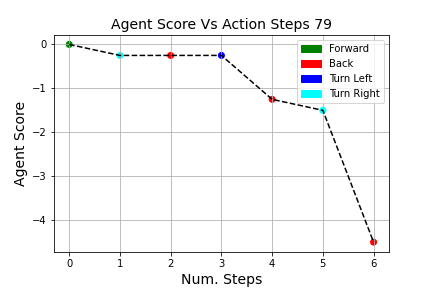 Agent Score Vs Action Steps 79
Forward
Back
Turn Left
Turn Right
Agent Score
0
−1
−2
−3
−4
0 1 2 3 4 5 6
Num. Steps